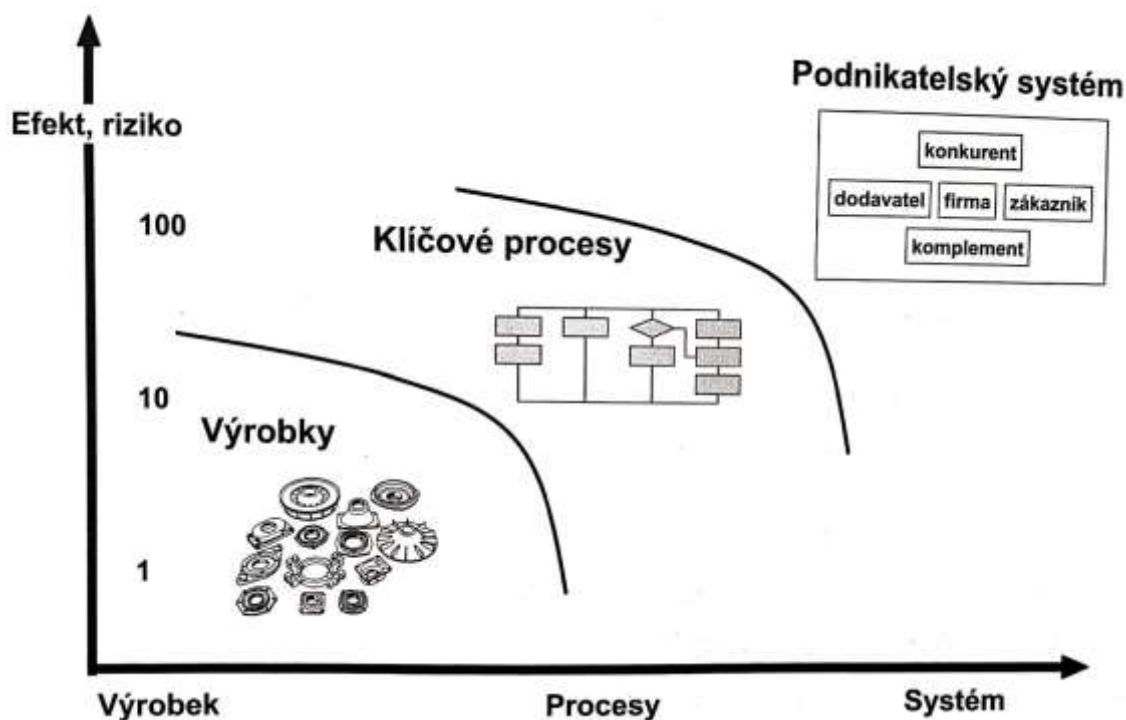 Efekt, riziko
Podnikatelský systém
konkurent
dodavatel firma zákazník
komplement
100
Klíčové procesy
10
Výrobky
1
Výrobek Procesy Systém